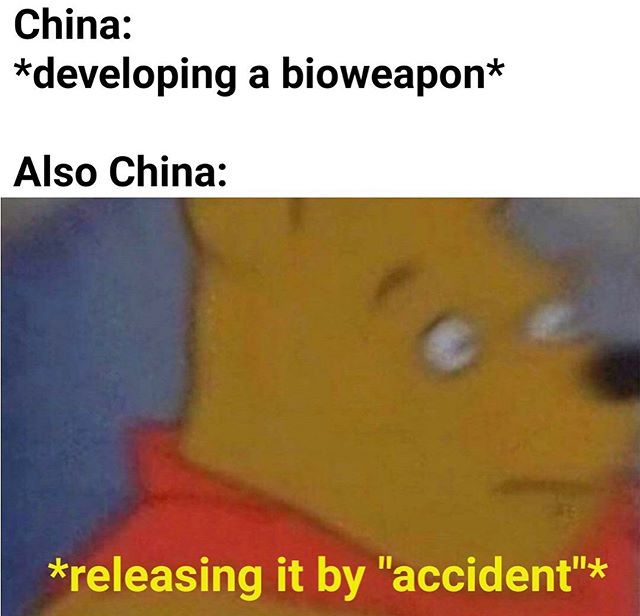 China:
*developing a bioweapon*
Also China:
*releasing it by "accident"*